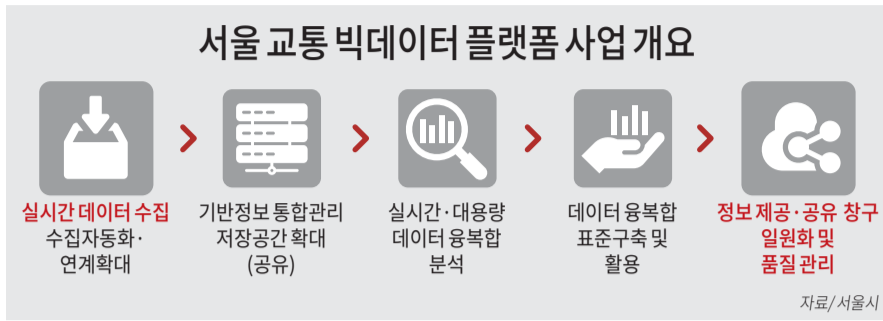 서울 교통 빅데이터 플랫폼 사업 개요
실시간 데이터 수집
수집자동화·
연계확대
기반정보 통합관리
저장공간 확대
(공유)
실시간·대용량
데이터 융복합
분석
데이터 융복합
표준구축 및
활용
정보 제공·공유 창구
일원화 및
품질 관리
자료/서울시